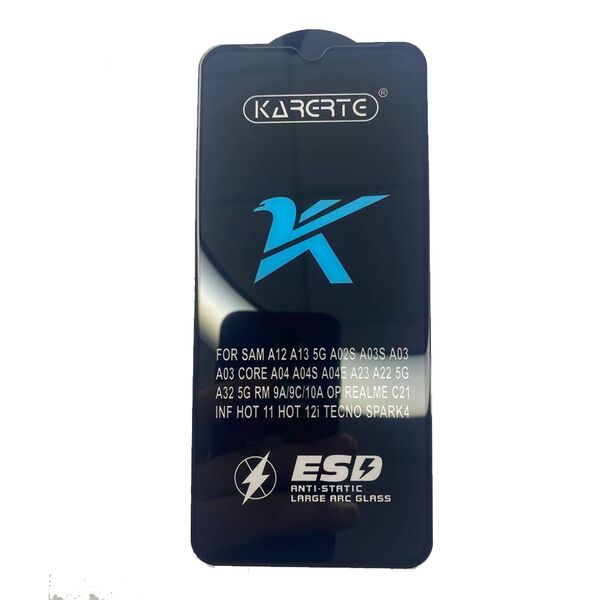 KARERTE®
FOR SAM A12 A13 5G A02S A03S A03
A03 CORE A04 A04S A04E A23 A22 5G
A32 5G RM 9A/9C/10A OP REALME C21
INF HOT 11 HOT 12i TECNO SPARK4
ESD
ANTI-STATIC
LARGE ARC GLASS